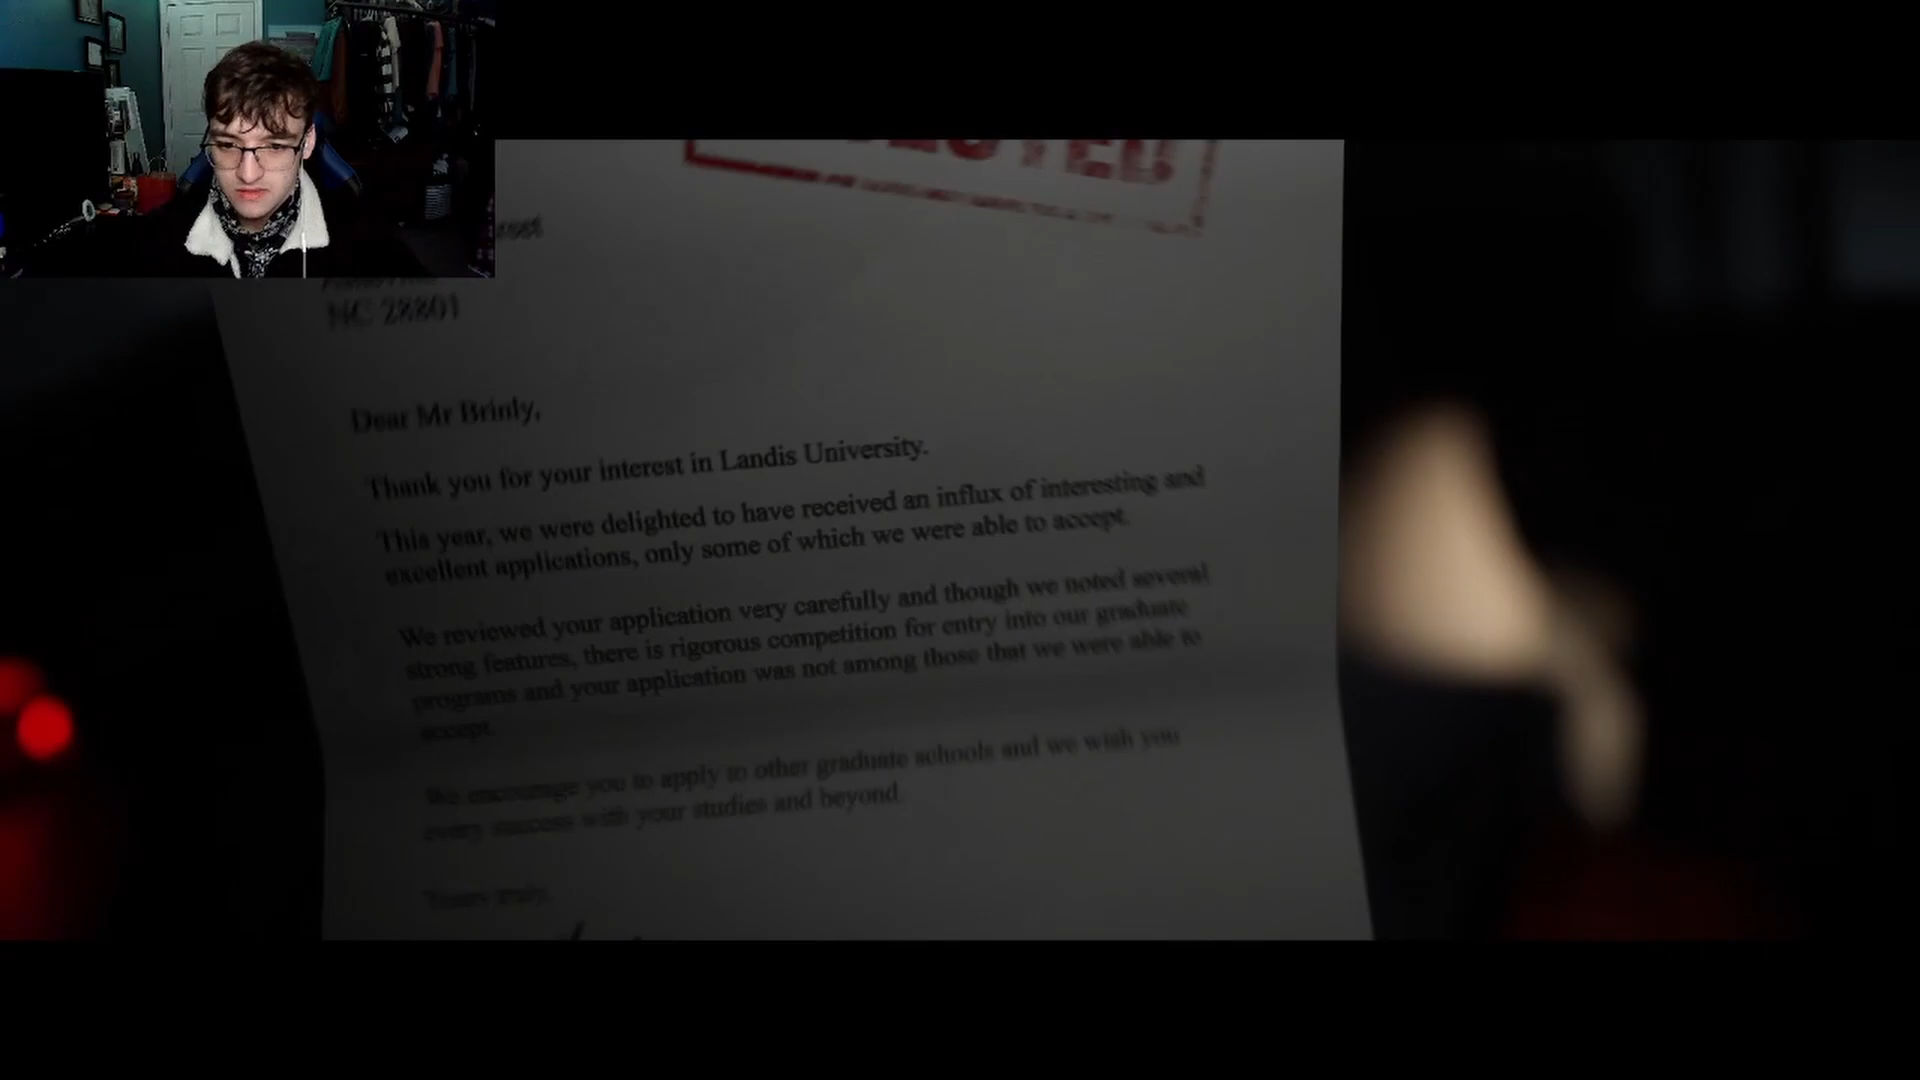 NC 28801
Dear Mr Brinly,
Thank you for your interest in Landis University.
This year, we were delighted to have received an influx of interesting and
excellent applications, only some of which we were able to accept.
We reviewed your application very carefully and though we noted several
strong features, there is rigorous competition for entry into our graduate
programs and your application was not among those that we were able to
accept.
We encourage you to apply to other graduate schools and we wish you
every success with your studies and beyond.
Yours truly,